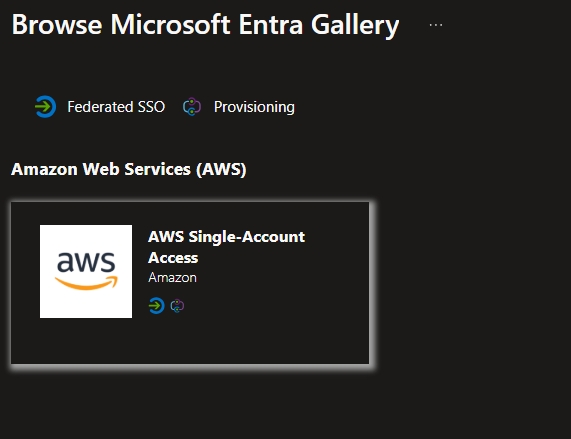 Browse Microsoft Entra Gallery ...
Federated SSO Provisioning
Amazon Web Services (AWS)
aws
AWS Single-Account
Access
Amazon